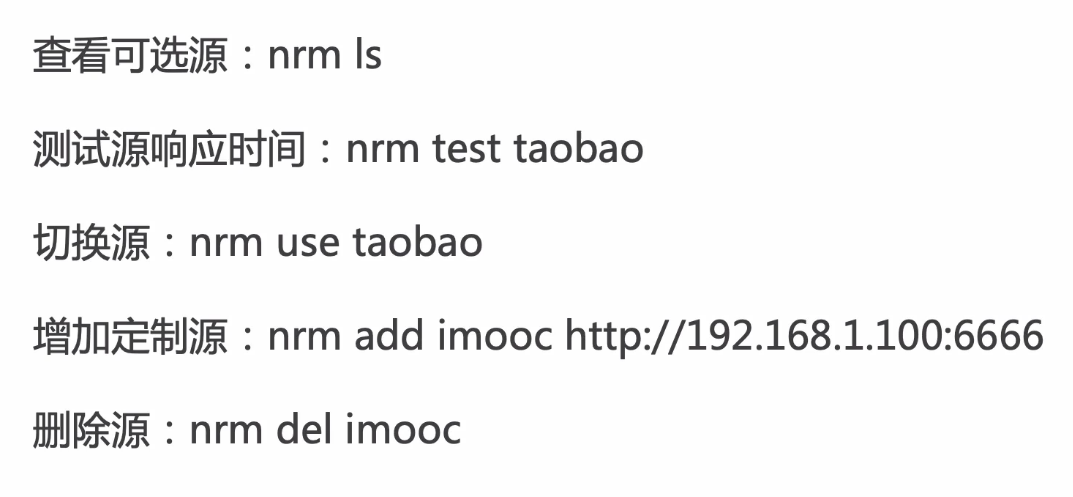 查看可选源：nrm ls
测试源响应时间：nrm test taobao
切换源：nrm use taobao
增加定制源：nrm add imooc http://192.168.1.100:6666
删除源：nrm del imooc